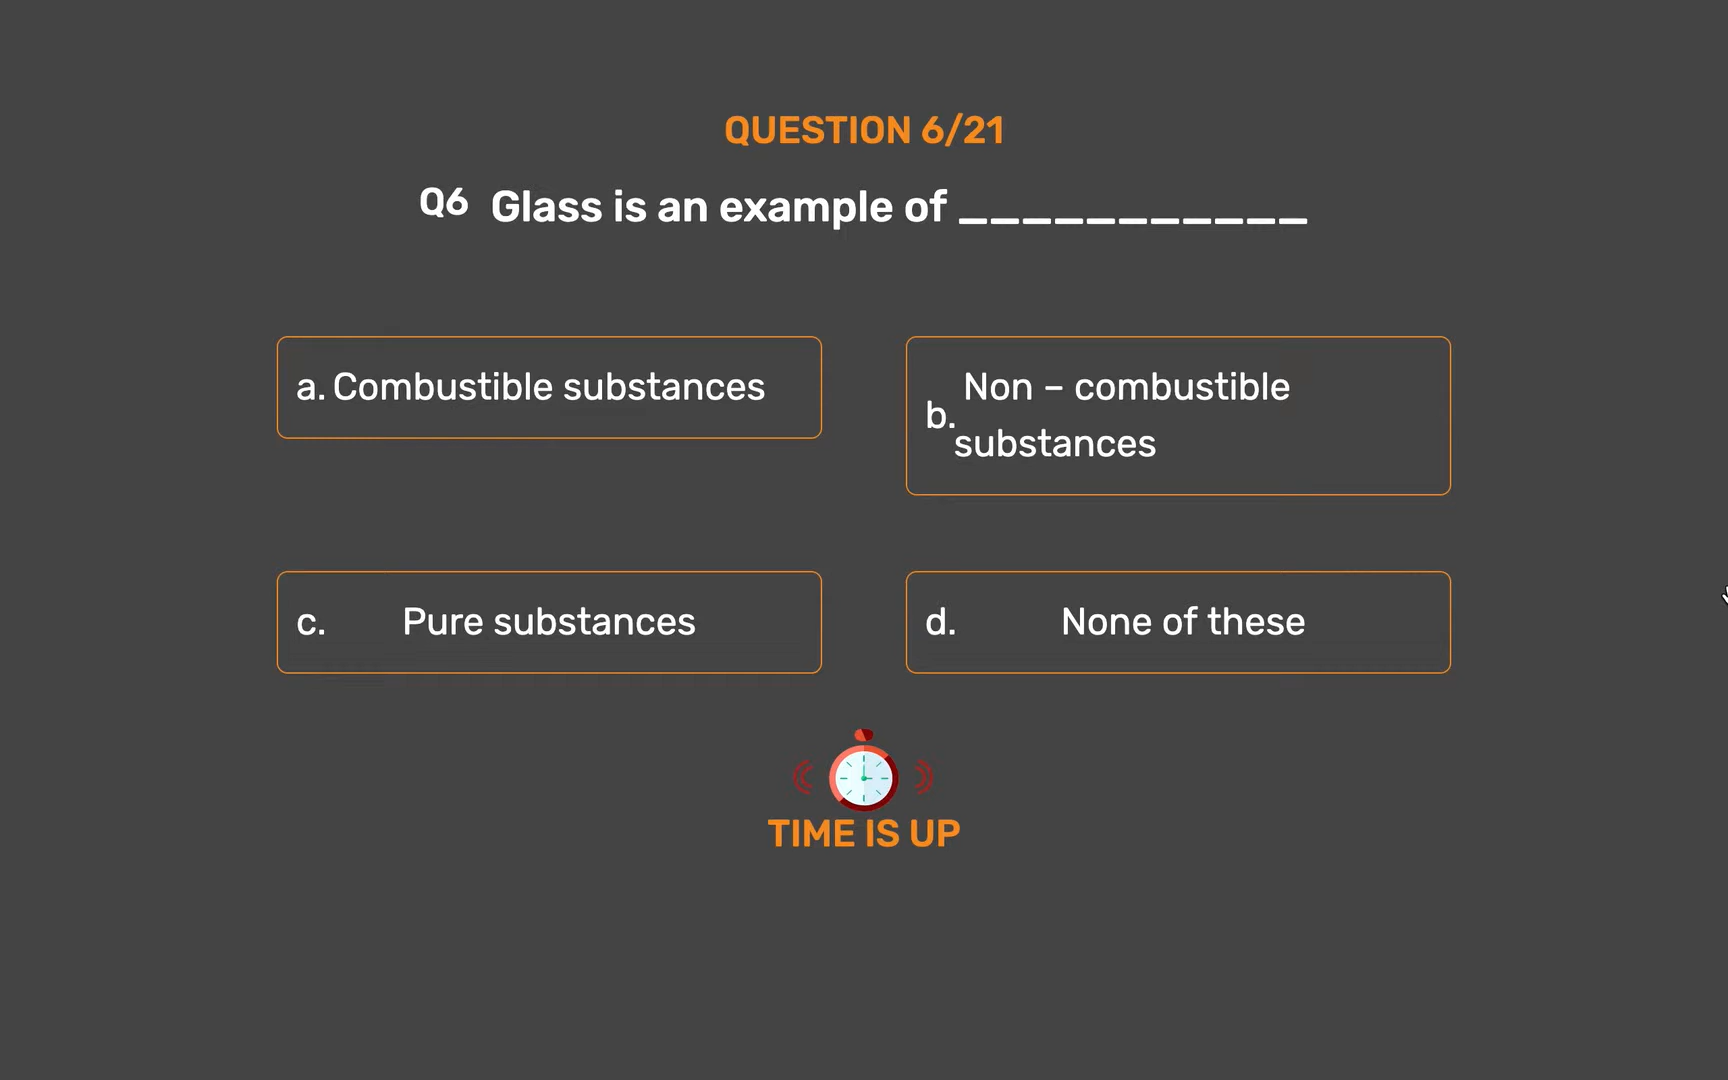 QUESTION 6/21
Q6 Glass is an example of ___________
a. Combustible substances
b. Non – combustible
substances
c. Pure substances
d. None of these
TIME IS UP